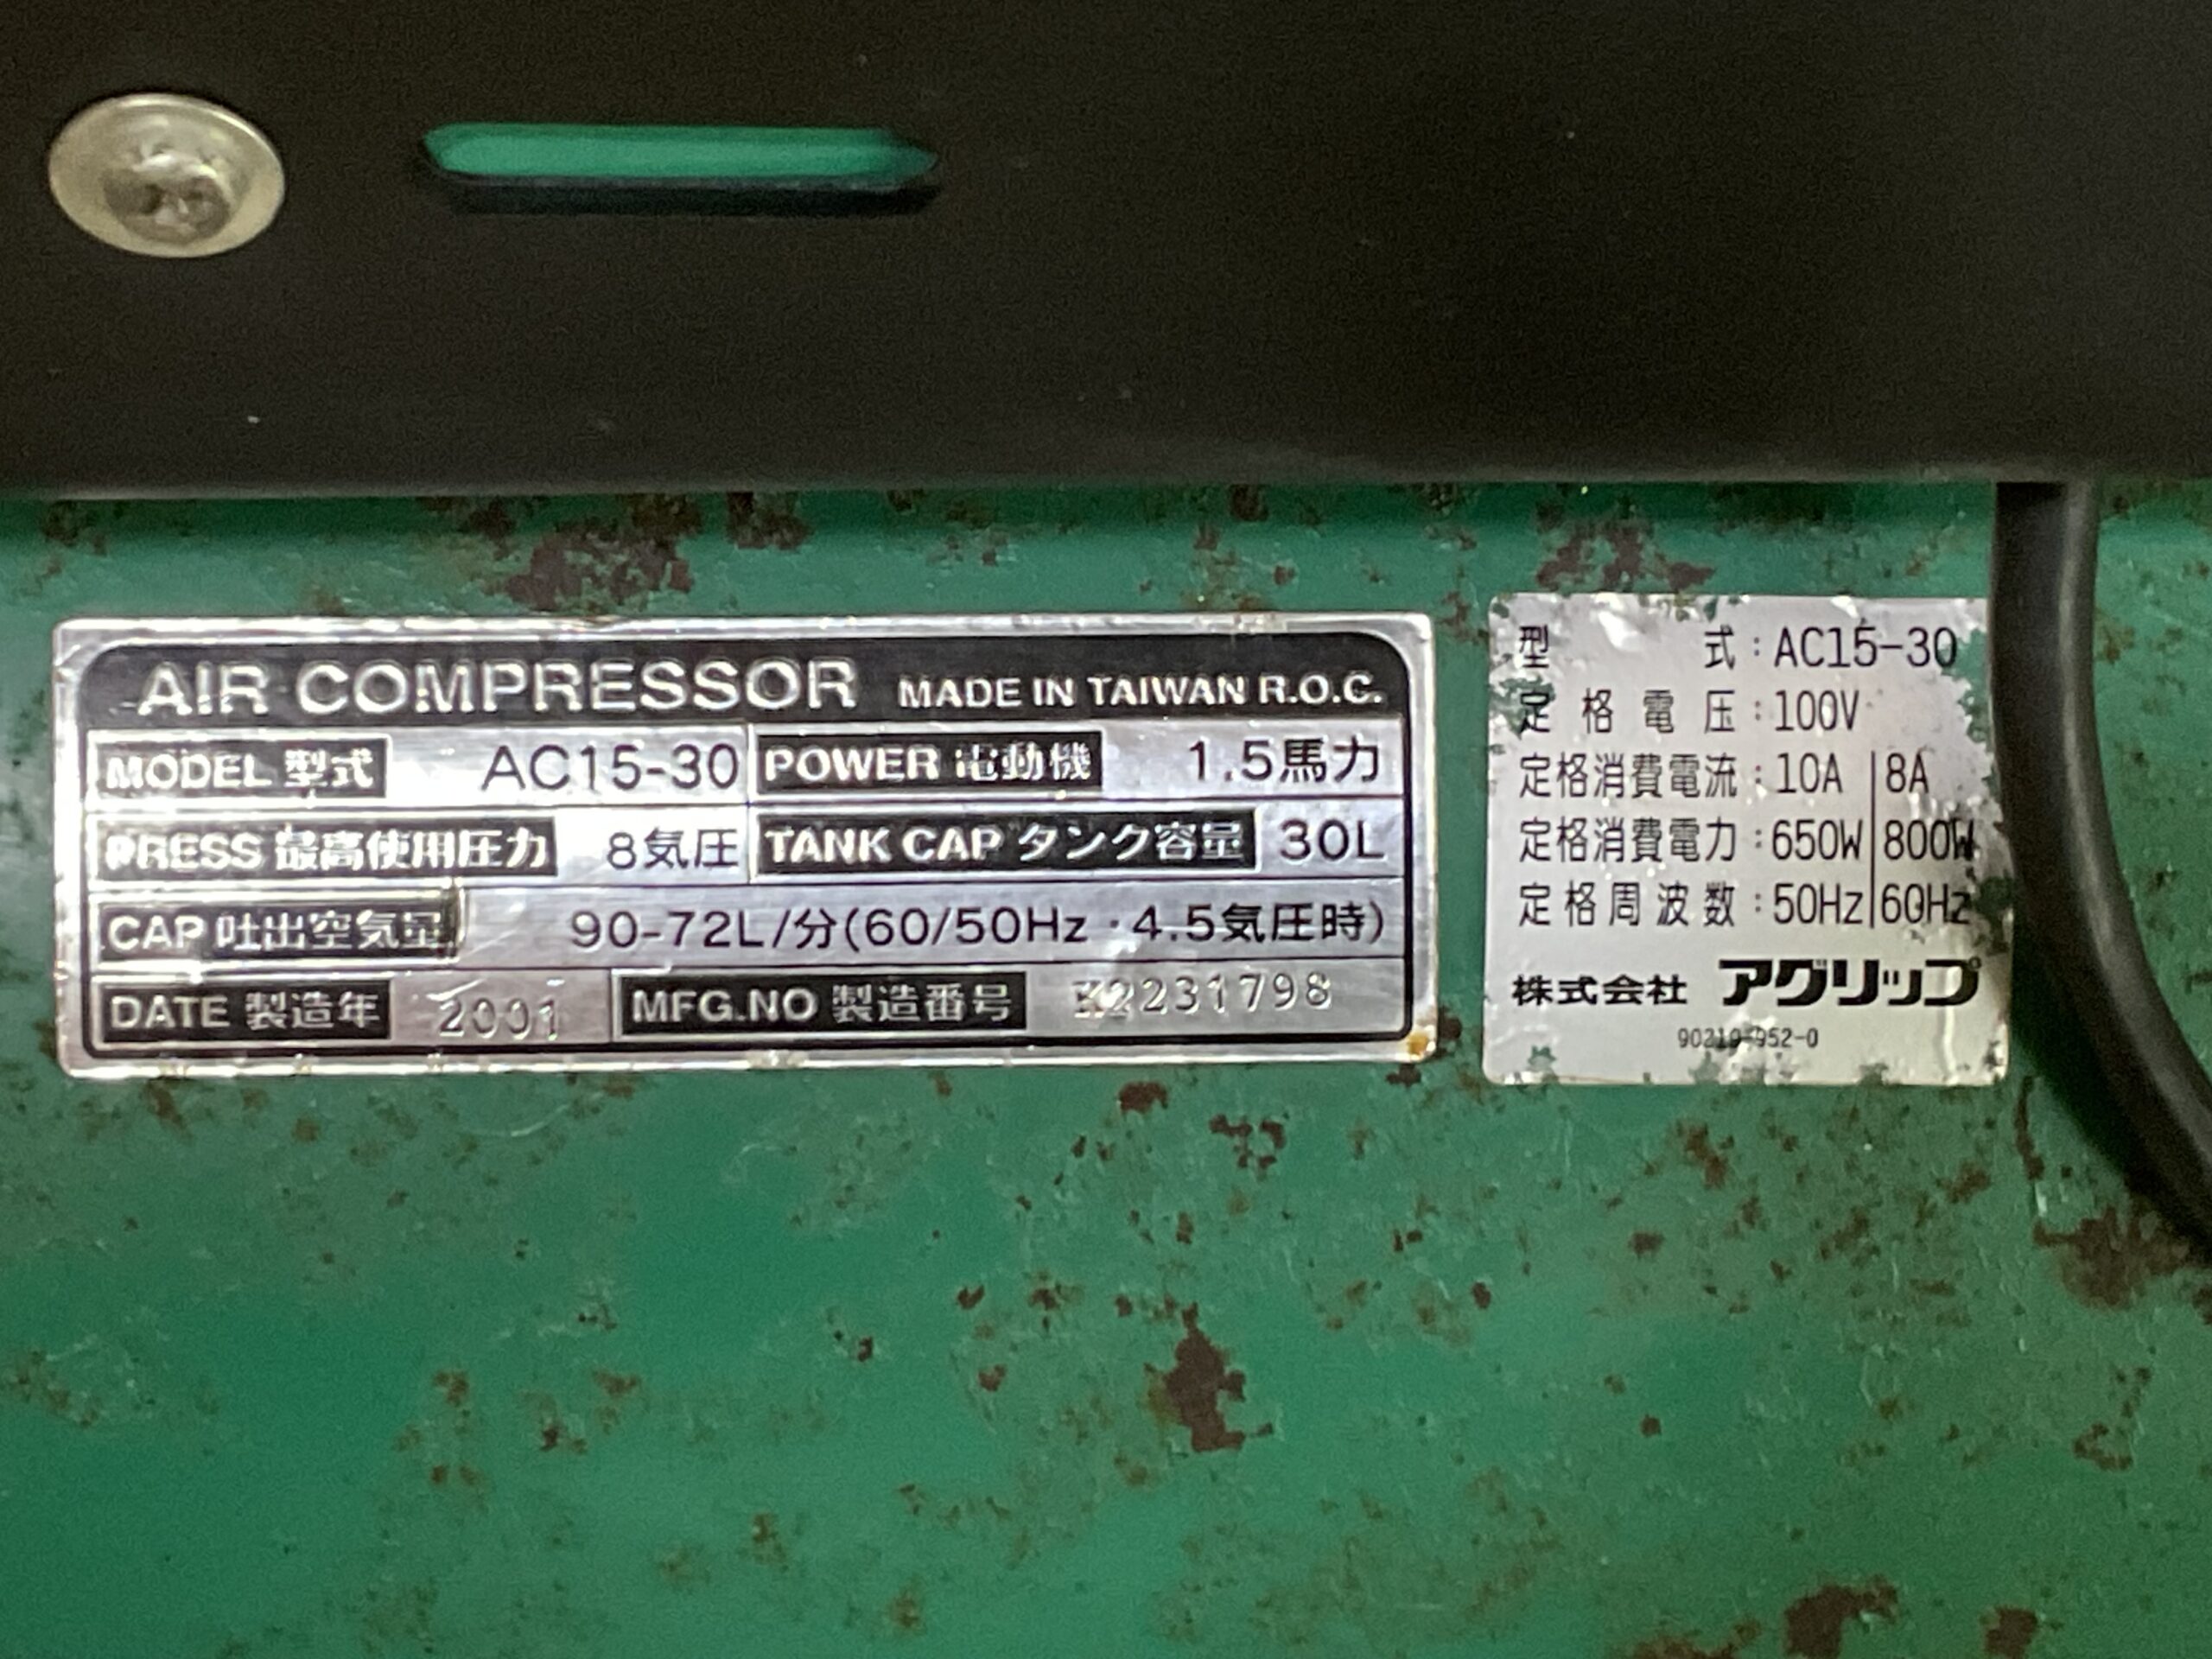 AIR COMPRESSOR MADE IN TAIWAN R.O.C.
MODEL 型式 AC15-30 POWER 電動機 1.5馬力
PRESS 最高使用圧力 8気圧 TANK CAP タンク容量 30L
CAP 吐出空気量 90-72L/分(60/50Hz・4.5気圧時)
DATE 製造年 2001 MFG.NO 製造番号 K2231798
型 式:AC15-30
定格電圧:100V
定格消費電流:10A|8A
定格消費電力:650W|800W
定格周波数:50Hz|60Hz
株式会社 アグリップ
90210-952-0